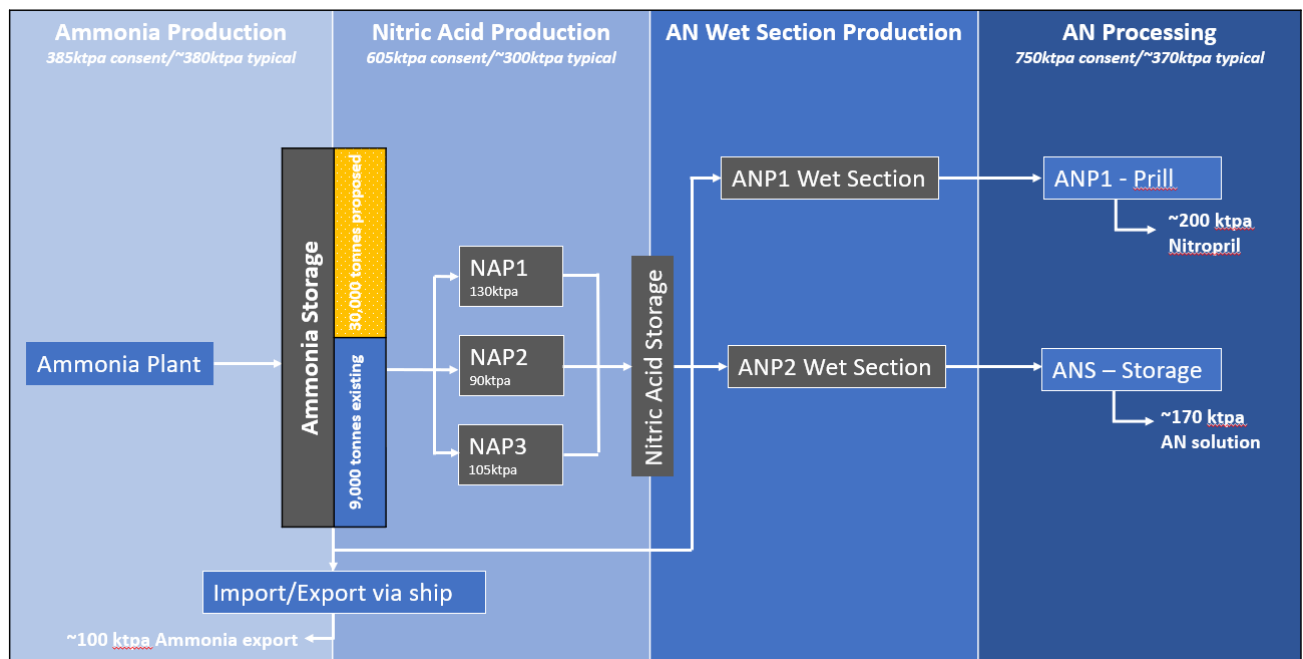 Ammonia Production
385ktpa consent/~380ktpa typical
Nitric Acid Production
605ktpa consent/~300ktpa typical
AN Wet Section Production
AN Processing
750ktpa consent/~370ktpa typical
Ammonia Plant
Ammonia Storage
30,000 tonnes proposed
9,000 tonnes existing
NAP1
130ktpa
NAP2
90ktpa
NAP3
105ktpa
Nitric Acid Storage
ANP1 Wet Section
ANP2 Wet Section
ANP1 - Prill
~200 ktpa
Nitropril
ANS – Storage
~170 ktpa
AN solution
Import/Export via ship
~100 ktpa Ammonia export